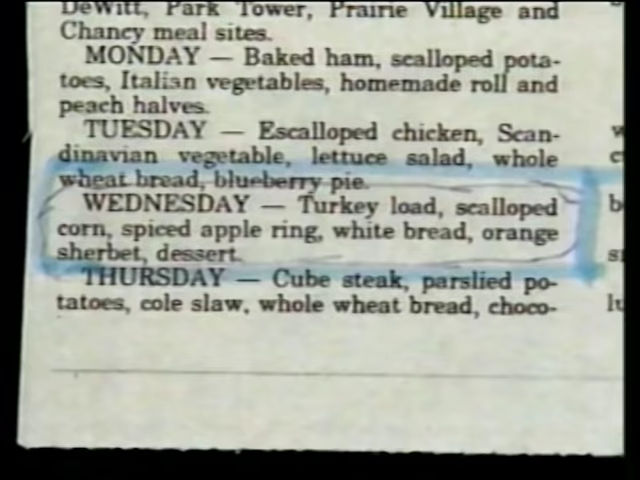 DeWitt, Park Tower, Prairie Village and
Chancy meal sites.
MONDAY — Baked ham, scalloped pota-
toes, Italian vegetables, homemade roll and
peach halves.
TUESDAY — Escalloped chicken, Scan-
dinavian vegetable, lettuce salad, whole
wheat bread, blueberry pie.
WEDNESDAY — Turkey load, scalloped
corn, spiced apple ring, white bread, orange
sherbet, dessert.
THURSDAY — Cube steak, parslied po-
tatoes, cole slaw, whole wheat bread, choco-